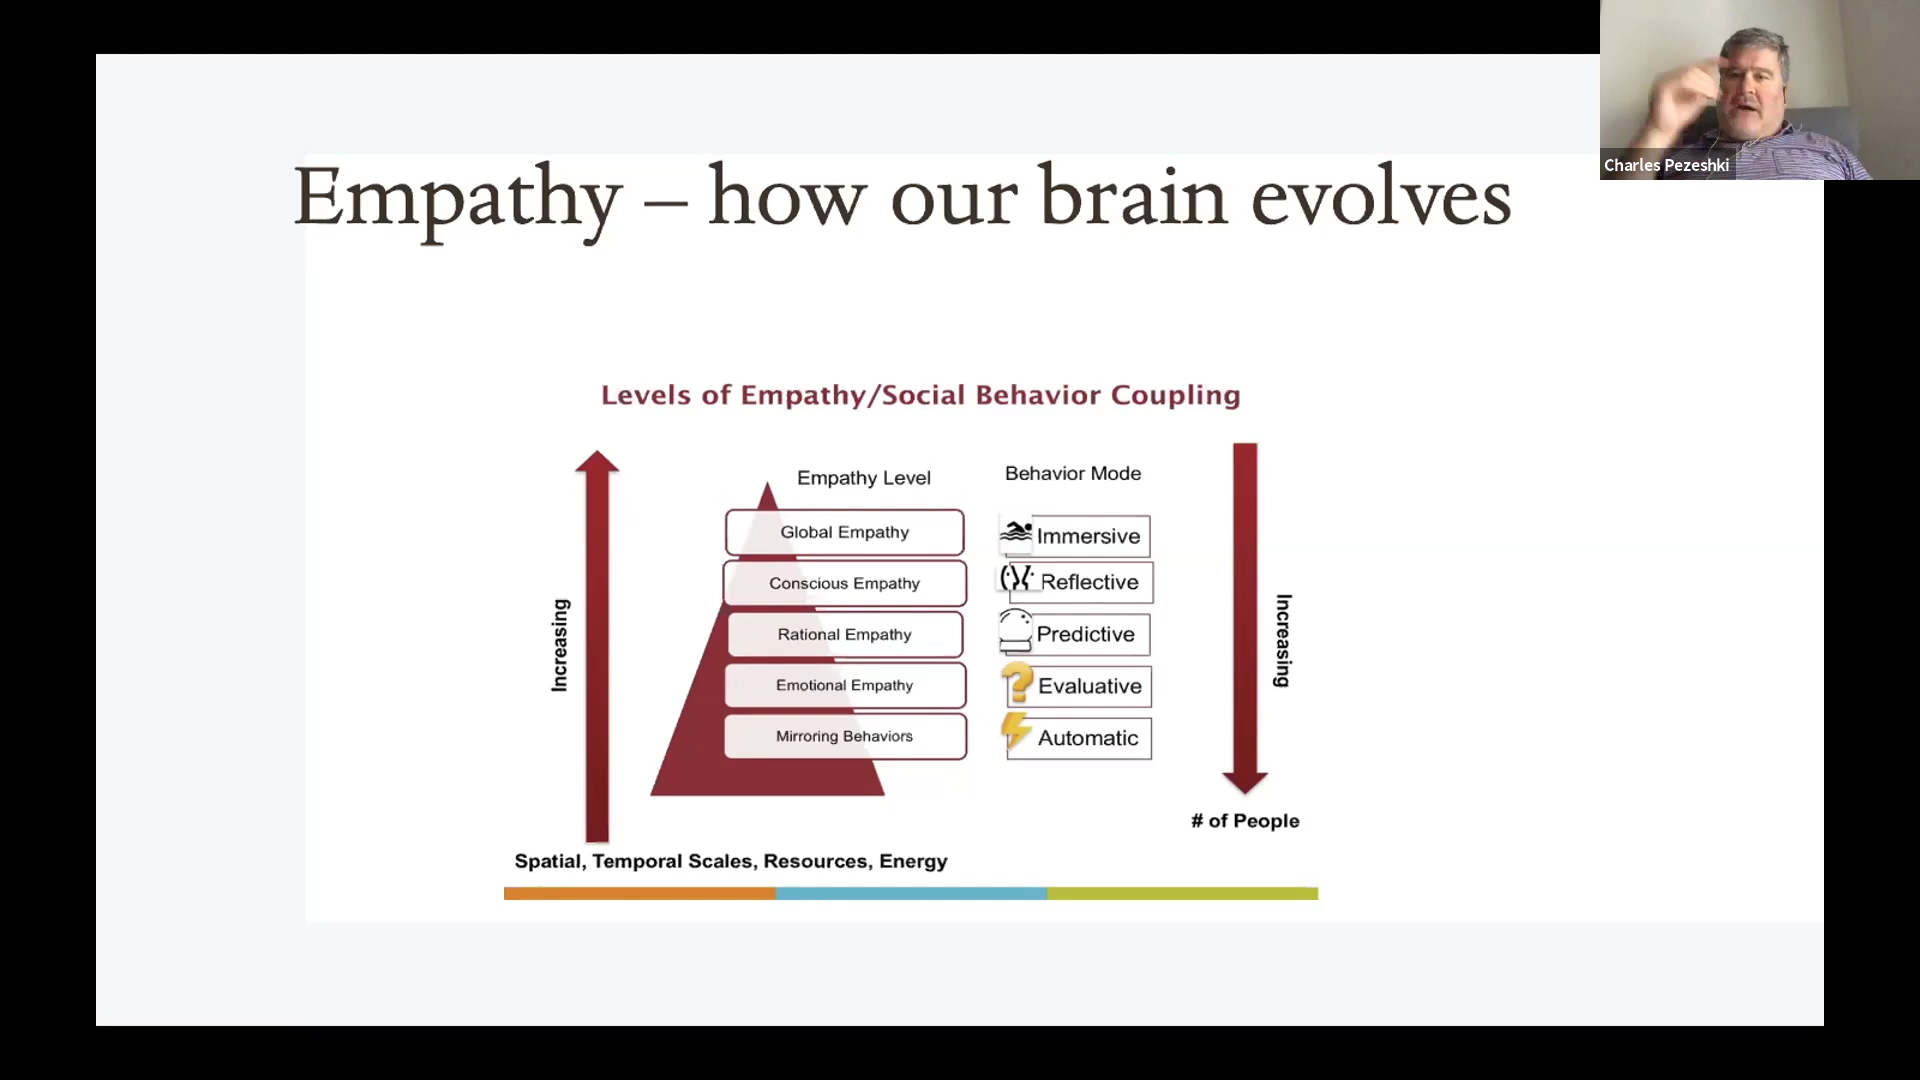 Charles Pezeshki
Empathy – how our brain evolves
Levels of Empathy/Social Behavior Coupling
Empathy Level
Behavior Mode
Global Empathy
Immersive
Conscious Empathy
Reflective
Rational Empathy
Predictive
Emotional Empathy
Evaluative
Mirroring Behaviors
Automatic
Increasing
Increasing
# of People
Spatial, Temporal Scales, Resources, Energy